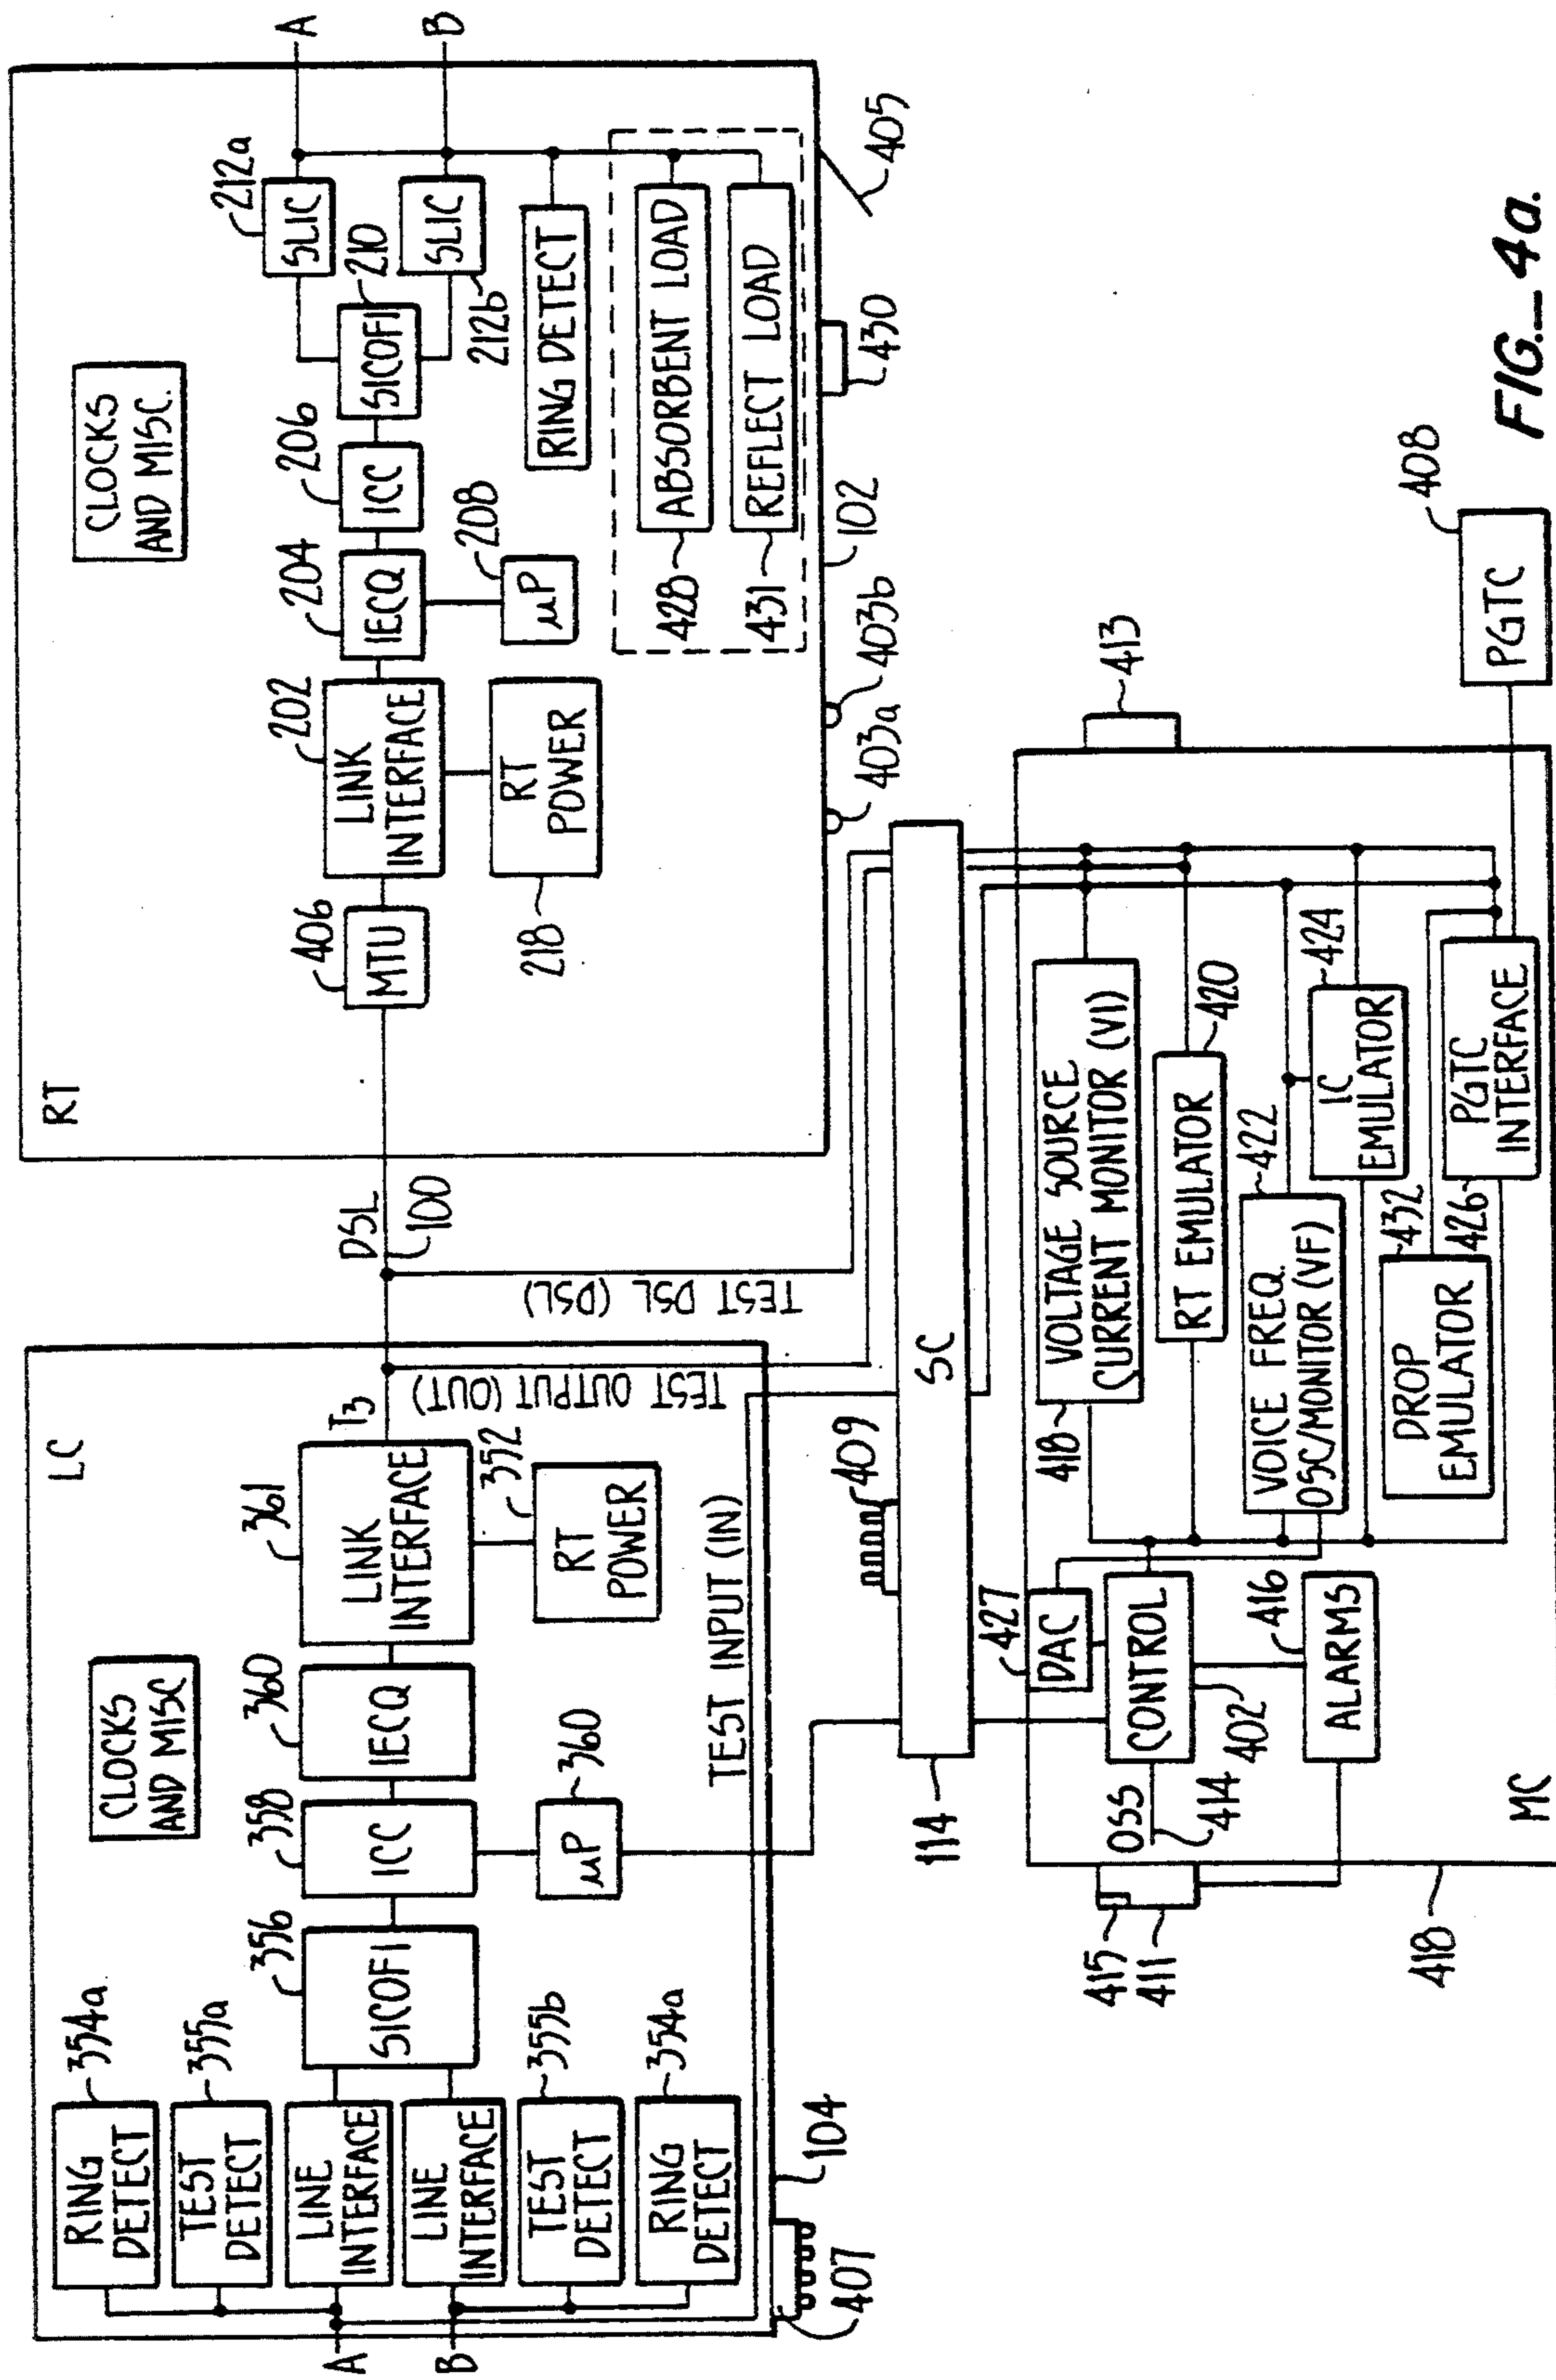 LC
CLOCKS
AND MISC
354a
RING
DETECT
355a
TEST
DETECT
LINE
INTERFACE
LINE
INTERFACE
355b
TEST
DETECT
354a
RING
DETECT
A
B
407
104
356
SICOFI
358
ICC
360
IECQ
360
µP
361
LINK
INTERFACE
T3
352
RT
POWER
TEST INPUT (IN)
TEST OUTPUT (OUT)
TEST DSL (DSL)
DSL
100
RT
CLOCKS
AND MISC.
406
MTU
202
LINK
INTERFACE
218
RT
POWER
204
IECQ
208
µP
206
ICC
210
SICOFI
212a
SLIC
SLIC
212b
RING DETECT
428
ABSORBENT LOAD
431
REFLECT LOAD
A
B
403a
403b
102
430
405
114
409
SC
MC
415
411
418
OSS
414
427
DAC
CONTROL
402
416
ALARMS
418
VOLTAGE SOURCE
CURRENT MONITOR (VI)
RT EMULATOR
420
VOICE FREQ.
OSC/MONITOR (VF)
422
IC
EMULATOR
424
DROP
EMULATOR
432
426
PGTC
INTERFACE
413
PGTC
408
FIG._4a.